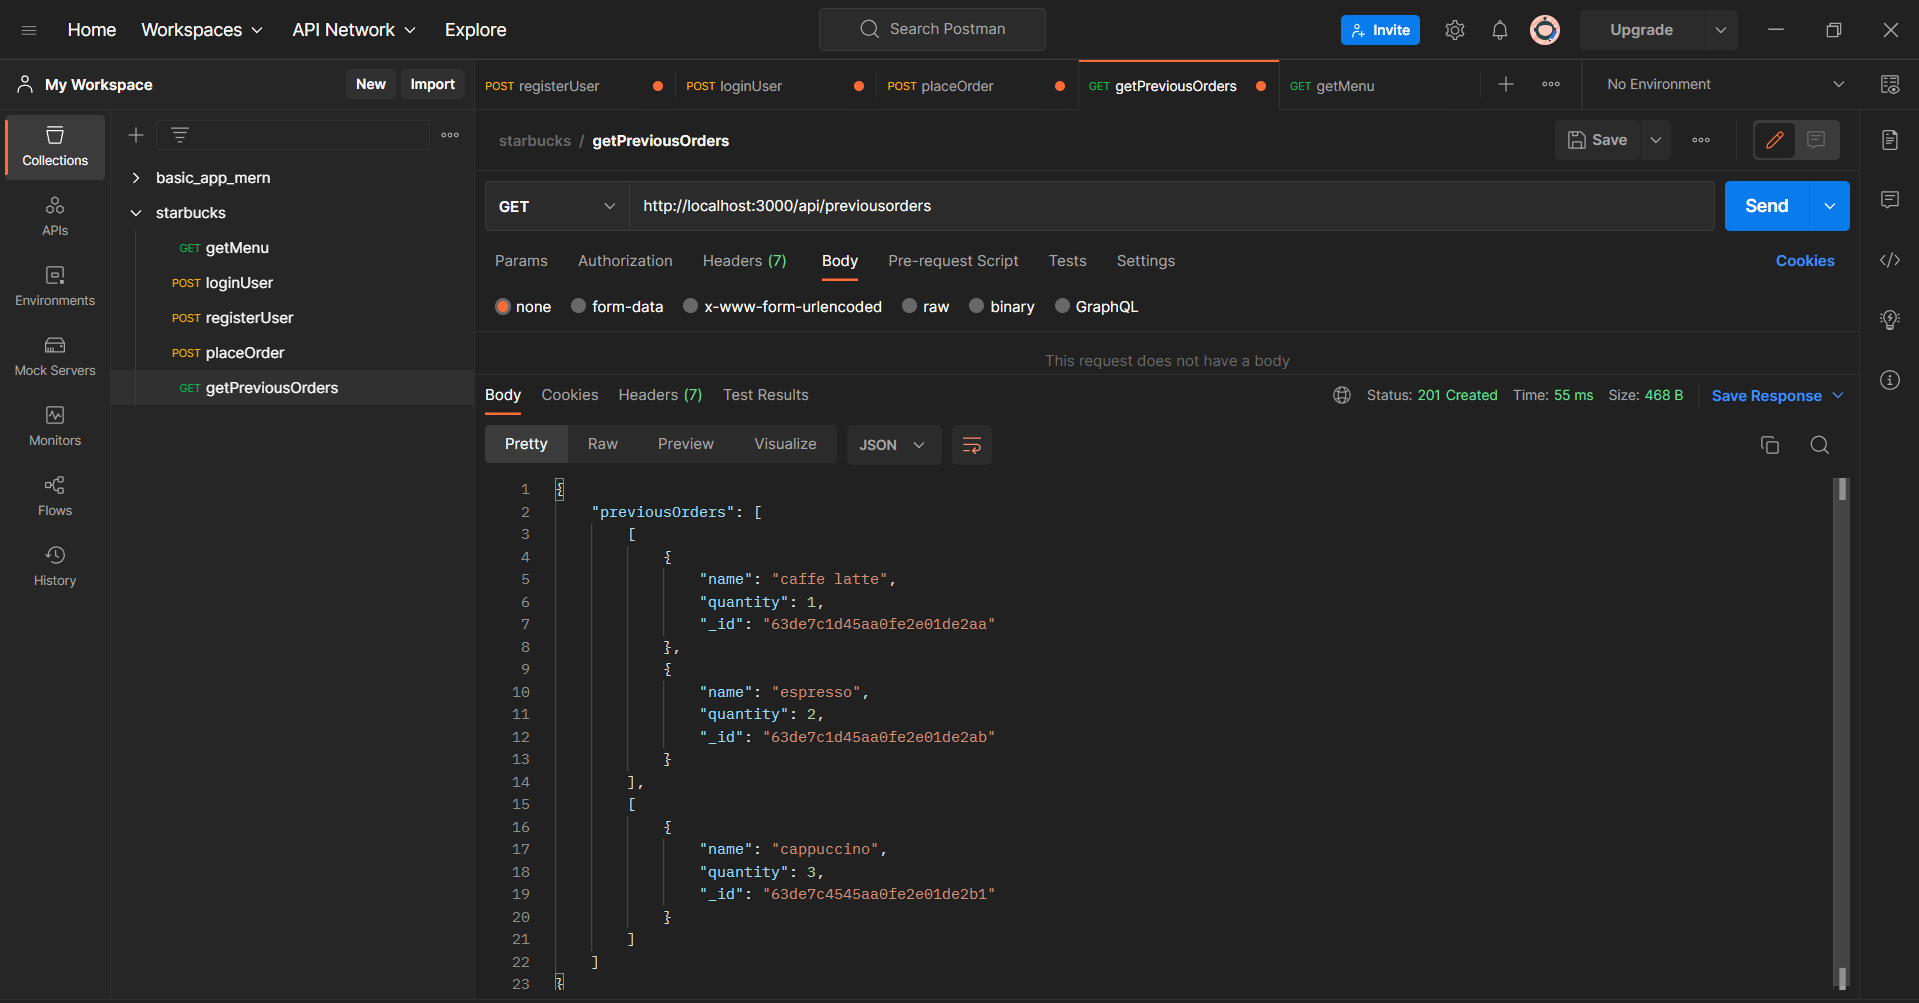 Home Workspaces API Network Explore Search Postman Invite Upgrade
My Workspace New Import
POST registerUser POST loginUser POST placeOrder GET getPreviousOrders GET getMenu No Environment
Collections
APIs
Environments
Mock Servers
Monitors
Flows
History
basic_app_mern
starbucks
GET getMenu
POST loginUser
POST registerUser
POST placeOrder
GET getPreviousOrders
starbucks / getPreviousOrders Save
GET http://localhost:3000/api/previousorders Send
Params Authorization Headers (7) Body Pre-request Script Tests Settings Cookies
none form-data x-www-form-urlencoded raw binary GraphQL
This request does not have a body
Body Cookies Headers (7) Test Results Status: 201 Created Time: 55 ms Size: 468 B Save Response
Pretty Raw Preview Visualize JSON
1 {
2 "previousOrders": [
3 [
4 {
5 "name": "caffe latte",
6 "quantity": 1,
7 "_id": "63de7c1d45aa0fe2e01de2aa"
8 },
9 {
10 "name": "espresso",
11 "quantity": 2,
12 "_id": "63de7c1d45aa0fe2e01de2ab"
13 }
14 ],
15 [
16 {
17 "name": "cappuccino",
18 "quantity": 3,
19 "_id": "63de7c4545aa0fe2e01de2b1"
20 }
21 ]
22 ]
23 }